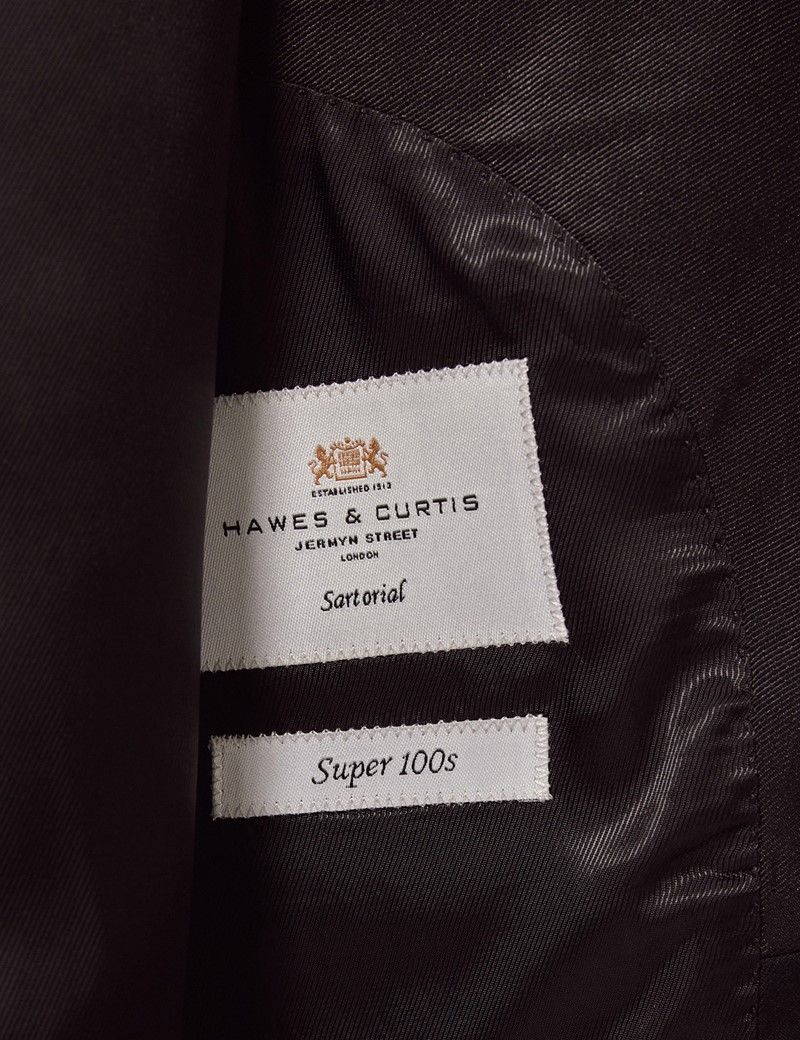 ESTABLISHED 1913
HAWES & CURTIS
JERMYN STREET
LONDON
Sartorial
Super 100s